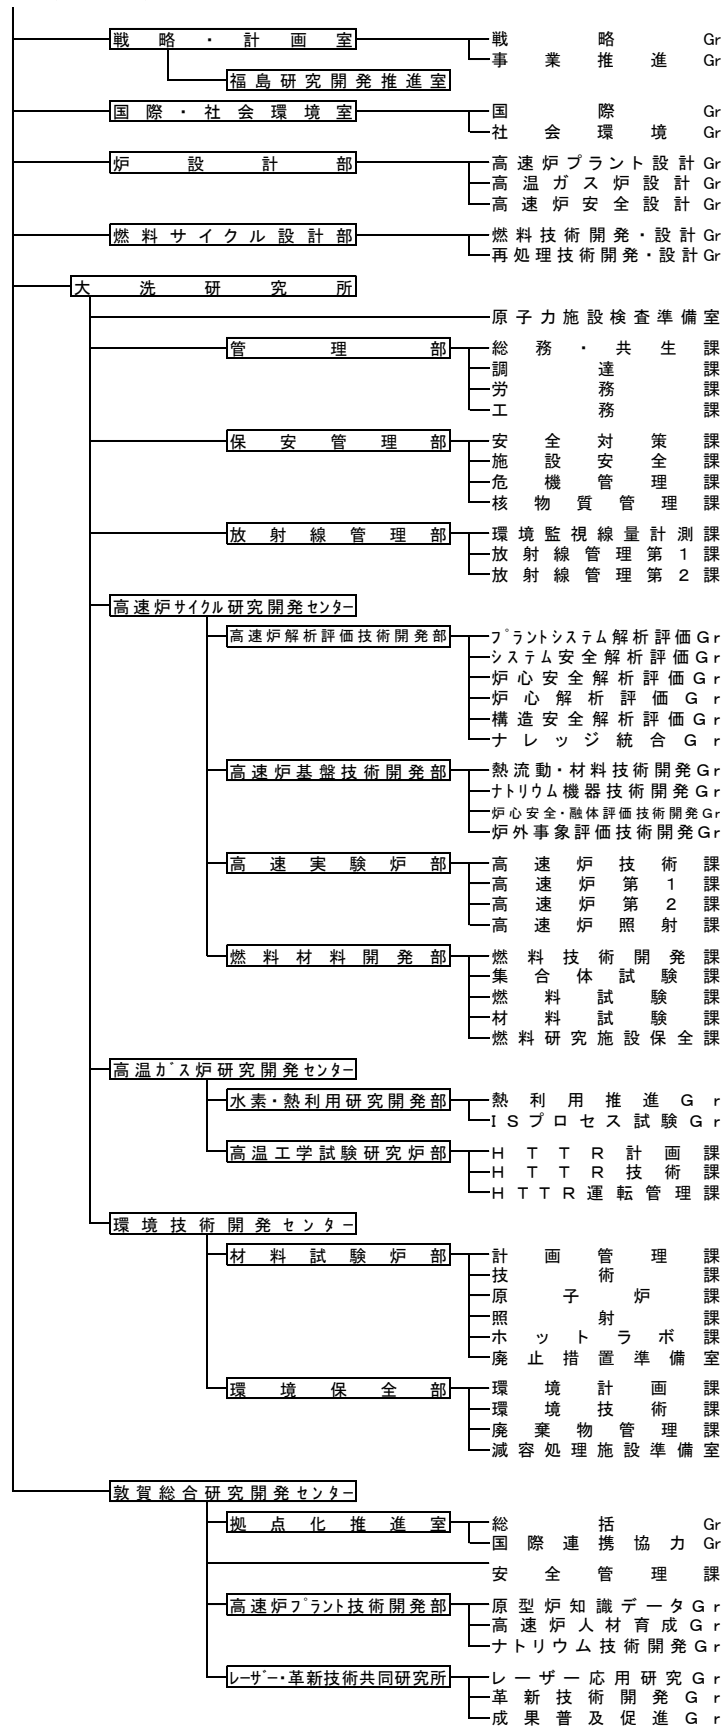 戦略・計画室 戦略Gr
事業推進Gr
福島研究開発推進室
国際・社会環境室 国際Gr
社会環境Gr
炉設計部 高速炉プラント設計Gr
高温ガス炉設計Gr
高速炉安全設計Gr
燃料サイクル設計部 燃料技術開発・設計Gr
再処理技術開発・設計Gr
大洗研究所
原子力施設検査準備室
管理部 総務・共生課
調達課
労務課
工務課
保安管理部 安全対策課
施設安全課
危機管理課
核物質管理課
放射線管理部 環境監視線量計測課
放射線管理第1課
放射線管理第2課
高速炉サイクル研究開発センター
高速炉解析評価技術開発部 プラントシステム解析評価Gr
システム安全解析評価Gr
炉心安全解析評価Gr
炉心解析評価Gr
構造安全解析評価Gr
ナレッジ統合Gr
高速炉基盤技術開発部 熱流動・材料技術開発Gr
ナトリウム機器技術開発Gr
炉心安全・融体評価技術開発Gr
炉外事象評価技術開発Gr
高速実験炉部 高速炉技術課
高速炉第1課
高速炉第2課
高速炉照射課
燃料材料開発部 燃料技術開発課
集合体試験課
燃料試験課
材料試験課
燃料研究施設保全課
高温ガス炉研究開発センター
水素・熱利用研究開発部 熱利用推進Gr
ISプロセス試験Gr
高温工学試験研究炉部 HTTR計画課
HTTR技術課
HTTR運転管理課
環境技術開発センター
材料試験炉部 計画管理課
技術課
原子炉課
照射課
ホットラボ課
廃止措置準備室
環境保全部 環境計画課
環境技術課
廃棄物管理課
減容処理施設準備室
敦賀総合研究開発センター
拠点化推進室 総括Gr
国際連携協力Gr
安全管理課
高速炉プラント技術開発部 原型炉知識データGr
高速炉人材育成Gr
ナトリウム技術開発Gr
レーザー・革新技術共同研究所 レーザー応用研究Gr
革新技術開発Gr
成果普及促進Gr